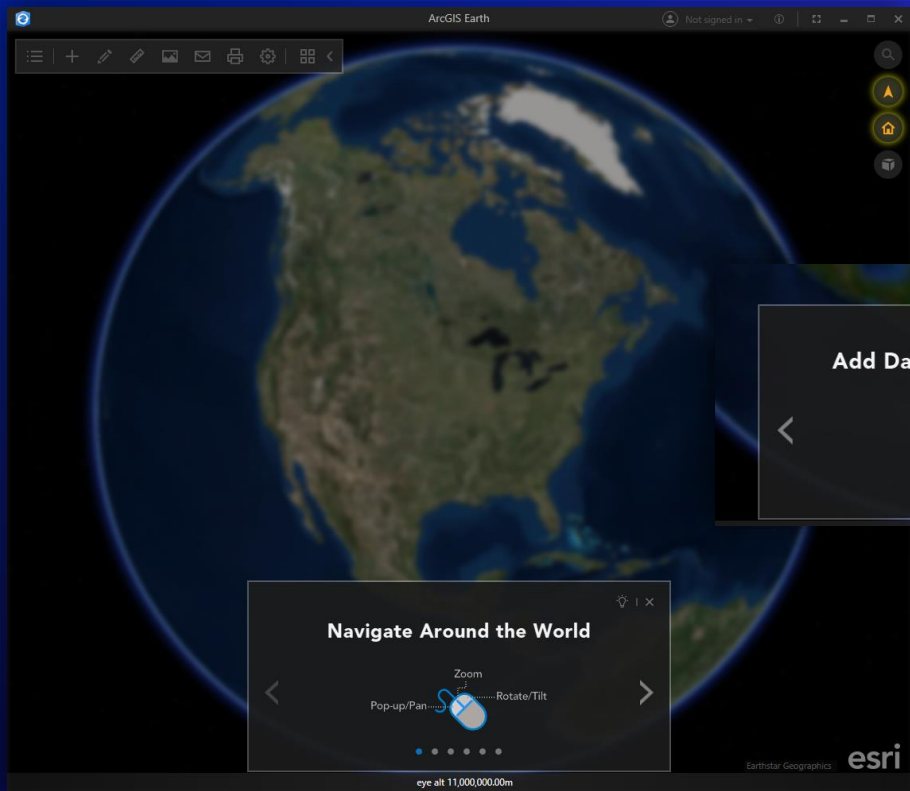 ArcGIS Earth
Not signed in
Add Da
Navigate Around the World
Zoom
Pop-up/Pan
Rotate/Tilt
Earthstar Geographics
esri
eye alt 11,000,000.00m